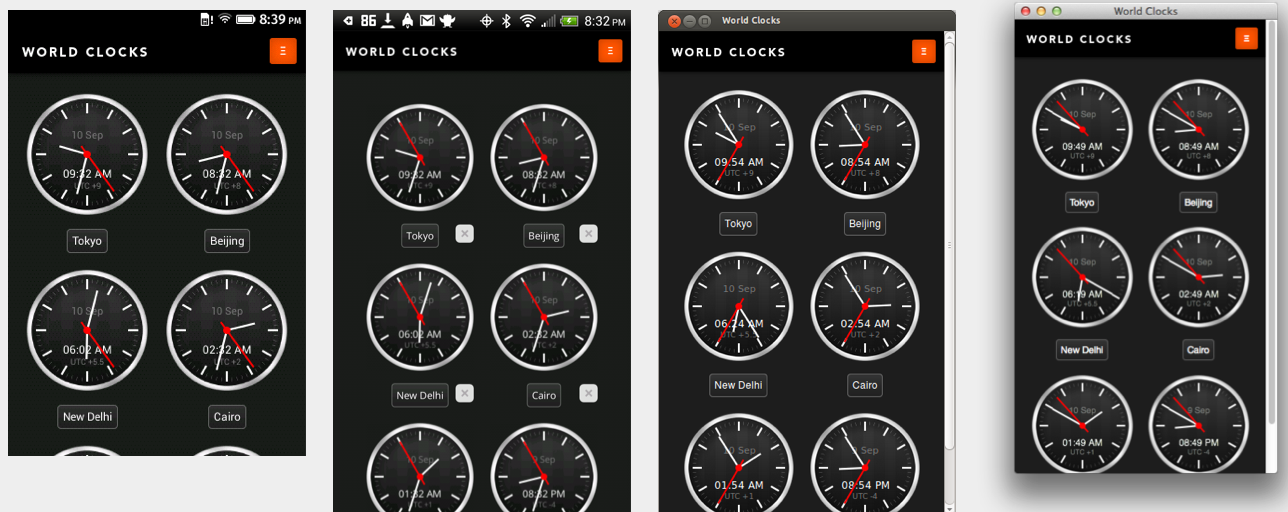 8:39 PM
WORLD CLOCKS
Ξ
10 Sep
09:32 AM
UTC +9
10 Sep
08:32 AM
UTC +8
Tokyo
Beijing
10 Sep
06:02 AM
UTC +5.5
10 Sep
02:32 AM
UTC +2
New Delhi
Cairo
86
8:32 PM
WORLD CLOCKS
Ξ
10 Sep
09:32 AM
UTC +9
10 Sep
08:32 AM
UTC +8
Tokyo
Beijing
10 Sep
06:02 AM
UTC +5.5
10 Sep
02:32 AM
UTC +2
New Delhi
Cairo
10 Sep
01:32 AM
UTC +1
9 Sep
08:32 PM
UTC -4
World Clocks
WORLD CLOCKS
Ξ
10 Sep
09:54 AM
UTC +9
10 Sep
08:54 AM
UTC +8
Tokyo
Beijing
10 Sep
06:24 AM
UTC +5.5
10 Sep
02:54 AM
UTC +2
New Delhi
Cairo
10 Sep
01:54 AM
UTC +1
9 Sep
08:54 PM
UTC -4
World Clocks
WORLD CLOCKS
Ξ
10 Sep
09:49 AM
UTC +9
10 Sep
08:49 AM
UTC +8
Tokyo
Beijing
10 Sep
06:19 AM
UTC +5.5
10 Sep
02:49 AM
UTC +2
New Delhi
Cairo
10 Sep
01:49 AM
UTC +1
9 Sep
08:49 PM
UTC -4